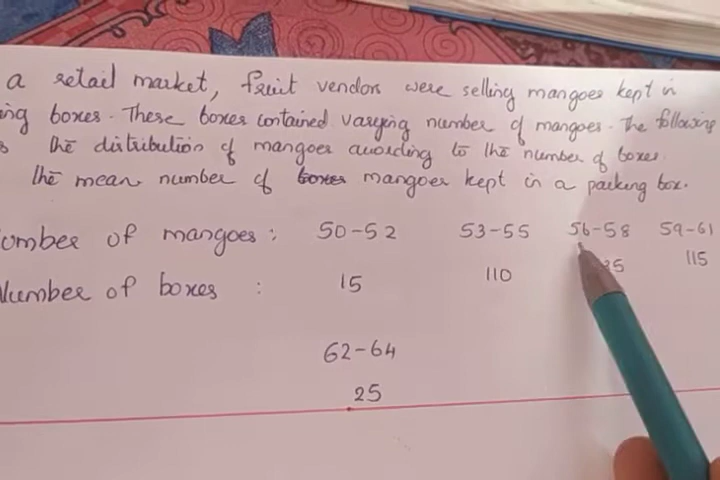 a retail market, fruit vendors were selling mangoes kept in
ing boxes. These boxes contained varying number of mangoes. The following
s the distribution of mangoes according to the number of boxes.
the mean number of mangoes kept in a packing box.
umber of mangoes : 50-52 53-55 56-58 59-61
Number of boxes : 15 110 35 115
62-64
25